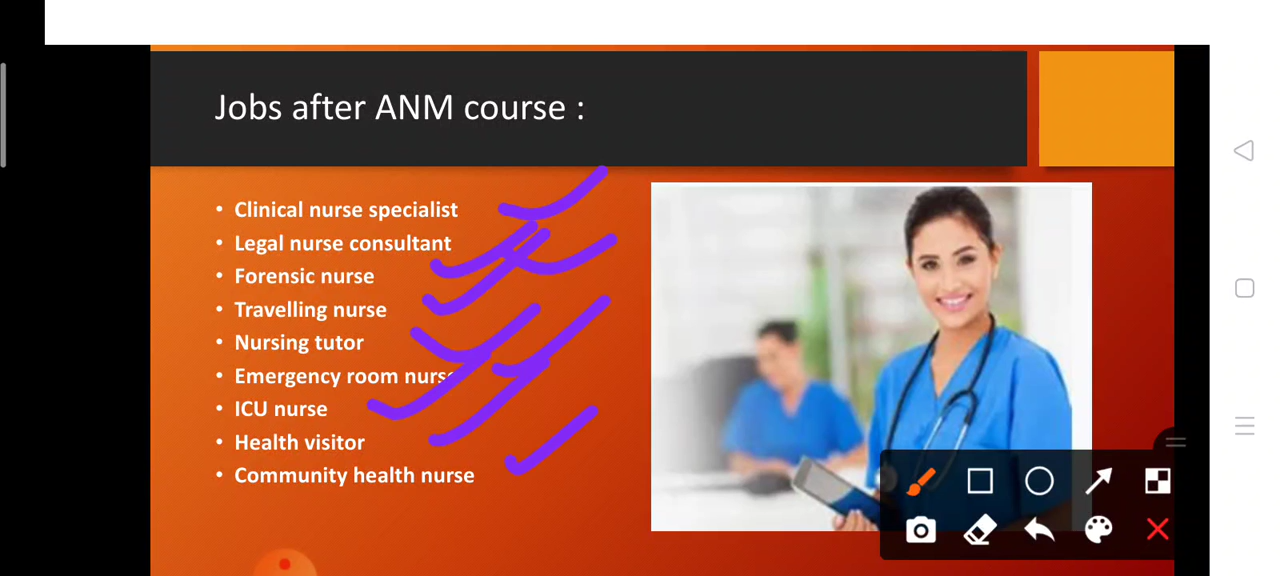 Jobs after ANM course :
• Clinical nurse specialist
• Legal nurse consultant
• Forensic nurse
• Travelling nurse
• Nursing tutor
• Emergency room nurse
• ICU nurse
• Health visitor
• Community health nurse